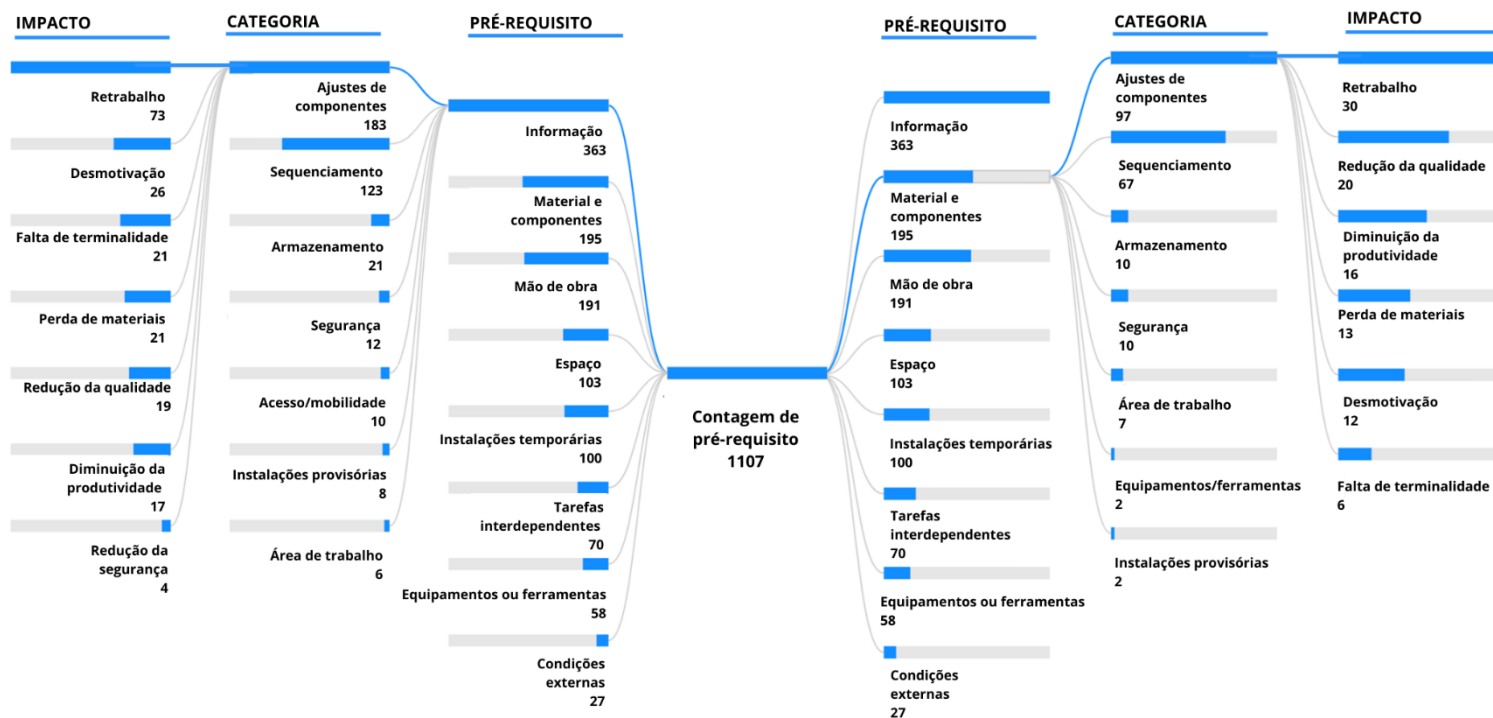 IMPACTO
Retrabalho
73
Desmotivação
26
Falta de terminalidade
21
Perda de materiais
21
Redução da qualidade
19
Diminuição da
produtividade
17
Redução da
segurança
4
CATEGORIA
Ajustes de
componentes
183
Sequenciamento
123
Armazenamento
21
Segurança
12
Acesso/mobilidade
10
Instalações provisórias
8
Área de trabalho
6
PRÉ-REQUISITO
Informação
363
Material e
componentes
195
Mão de obra
191
Espaço
103
Instalações temporárias
100
Tarefas
interdependentes
70
Equipamentos ou ferramentas
58
Condições
externas
27
Contagem de
pré-requisito
1107
PRÉ-REQUISITO
Informação
363
Material e
componentes
195
Mão de obra
191
Espaço
103
Instalações temporárias
100
Tarefas
interdependentes
70
Equipamentos ou ferramentas
58
Condições
externas
27
CATEGORIA
Ajustes de
componentes
97
Sequenciamento
67
Armazenamento
10
Segurança
10
Área de trabalho
7
Equipamentos/ferramentas
2
Instalações provisórias
2
IMPACTO
Retrabalho
30
Redução da qualidade
20
Diminuição da
produtividade
16
Perda de materiais
13
Desmotivação
12
Falta de terminalidade
6